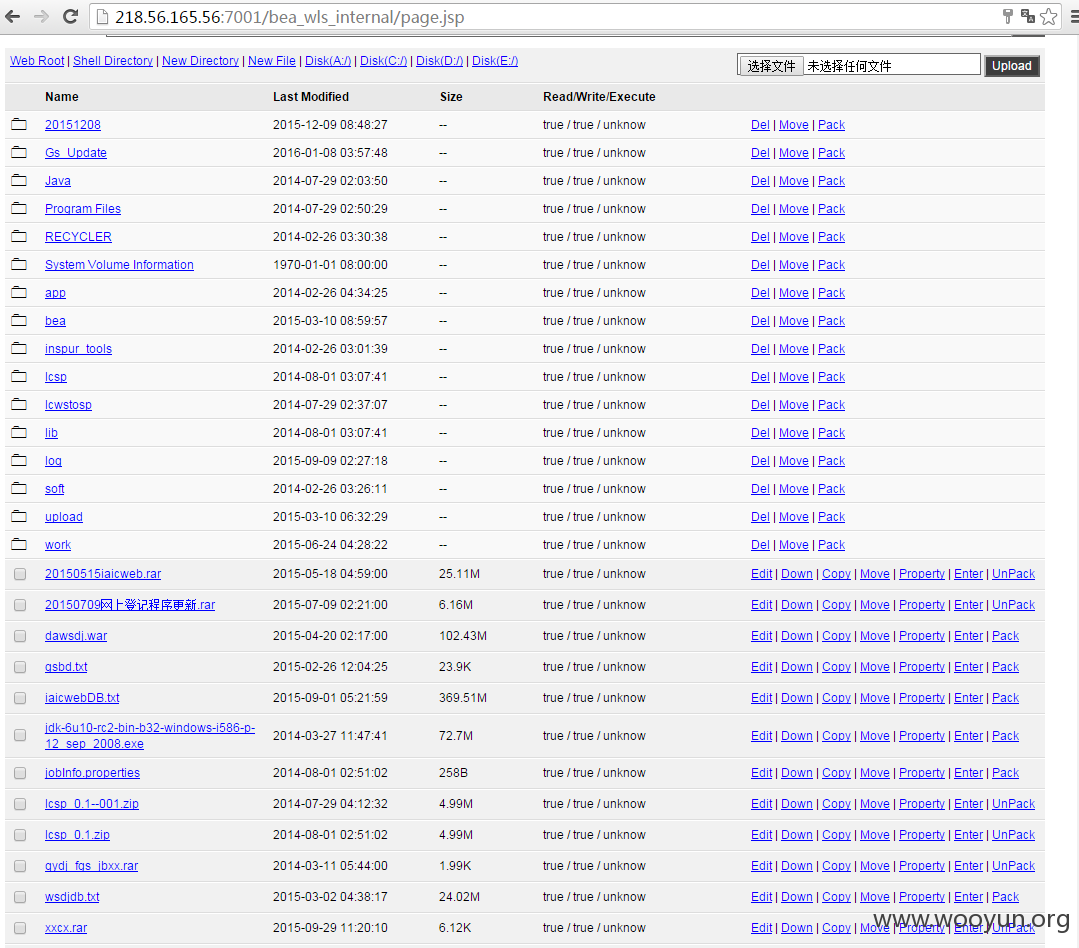 218.56.165.56:7001/bea_wls_internal/page.jsp
Web Root | Shell Directory | New Directory | New File | Disk(A:/) | Disk(C:/) | Disk(D:/) | Disk(E:/) 选择文件 未选择任何文件 Upload
Name Last Modified Size Read/Write/Execute
20151208 2015-12-09 08:48:27 -- true / true / unknow Del | Move | Pack
Gs_Update 2016-01-08 03:57:48 -- true / true / unknow Del | Move | Pack
Java 2014-07-29 02:03:50 -- true / true / unknow Del | Move | Pack
Program Files 2014-07-29 02:50:29 -- true / true / unknow Del | Move | Pack
RECYCLER 2014-02-26 03:30:38 -- true / true / unknow Del | Move | Pack
System Volume Information 1970-01-01 08:00:00 -- true / true / unknow Del | Move | Pack
app 2014-02-26 04:34:25 -- true / true / unknow Del | Move | Pack
bea 2015-03-10 08:59:57 -- true / true / unknow Del | Move | Pack
inspur_tools 2014-02-26 03:01:39 -- true / true / unknow Del | Move | Pack
lcsp 2014-08-01 03:07:41 -- true / true / unknow Del | Move | Pack
lcwstosp 2014-07-29 02:37:07 -- true / true / unknow Del | Move | Pack
lib 2014-08-01 03:07:41 -- true / true / unknow Del | Move | Pack
log 2015-09-09 02:27:18 -- true / true / unknow Del | Move | Pack
soft 2014-02-26 03:26:11 -- true / true / unknow Del | Move | Pack
upload 2015-03-10 06:32:29 -- true / true / unknow Del | Move | Pack
work 2015-06-24 04:28:22 -- true / true / unknow Del | Move | Pack
20150515iaicweb.rar 2015-05-18 04:59:00 25.11M true / true / unknow Edit | Down | Copy | Move | Property | Enter | UnPack
20150709网上登记程序更新.rar 2015-07-09 02:21:00 6.16M true / true / unknow Edit | Down | Copy | Move | Property | Enter | UnPack
dawsdj.war 2015-04-20 02:17:00 102.43M true / true / unknow Edit | Down | Copy | Move | Property | Enter | Pack
gsbd.txt 2015-02-26 12:04:25 23.9K true / true / unknow Edit | Down | Copy | Move | Property | Enter | Pack
iaicwebDB.txt 2015-09-01 05:21:59 369.51M true / true / unknow Edit | Down | Copy | Move | Property | Enter | Pack
jdk-6u10-rc2-bin-b32-windows-i586-p-
12_sep_2008.exe 2014-03-27 11:47:41 72.7M true / true / unknow Edit | Down | Copy | Move | Property | Enter | Pack
jobInfo.properties 2014-08-01 02:51:02 258B true / true / unknow Edit | Down | Copy | Move | Property | Enter | Pack
lcsp_0.1--001.zip 2014-07-29 04:12:32 4.99M true / true / unknow Edit | Down | Copy | Move | Property | Enter | UnPack
lcsp_0.1.zip 2014-08-01 02:51:02 4.99M true / true / unknow Edit | Down | Copy | Move | Property | Enter | UnPack
qydj_fgs_jbxx.rar 2014-03-11 05:44:00 1.99K true / true / unknow Edit | Down | Copy | Move | Property | Enter | UnPack
wsdjdb.txt 2015-03-02 04:38:17 24.02M true / true / unknow Edit | Down | Copy | Move | Property | Enter | Pack
xxcx.rar 2015-09-29 11:20:10 6.12K true / true / unknow Edit | Down | Copy | Move | Property | Enter | UnPack
www.wooyun.org